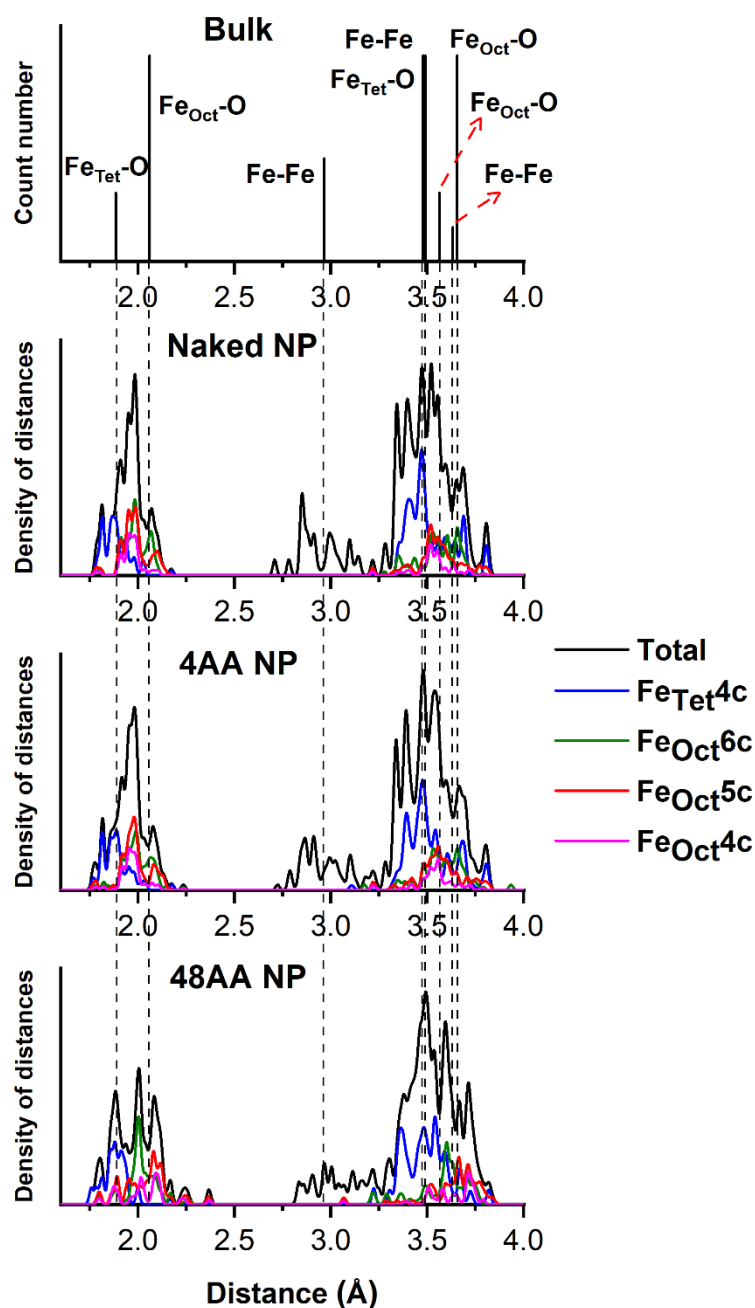 Bulk
Fe-Fe
FeOct-O
FeTet-O
FeOct-O
FeOct-O
FeTet-O
Fe-Fe
Fe-Fe
Count number
2.0 2.5 3.0 3.5 4.0
Naked NP
Density of distances
2.0 2.5 3.0 3.5 4.0
4AA NP
Density of distances
2.0 2.5 3.0 3.5 4.0
Total
FeTet4c
FeOct6c
FeOct5c
FeOct4c
48AA NP
Density of distances
2.0 2.5 3.0 3.5 4.0
Distance (Å)